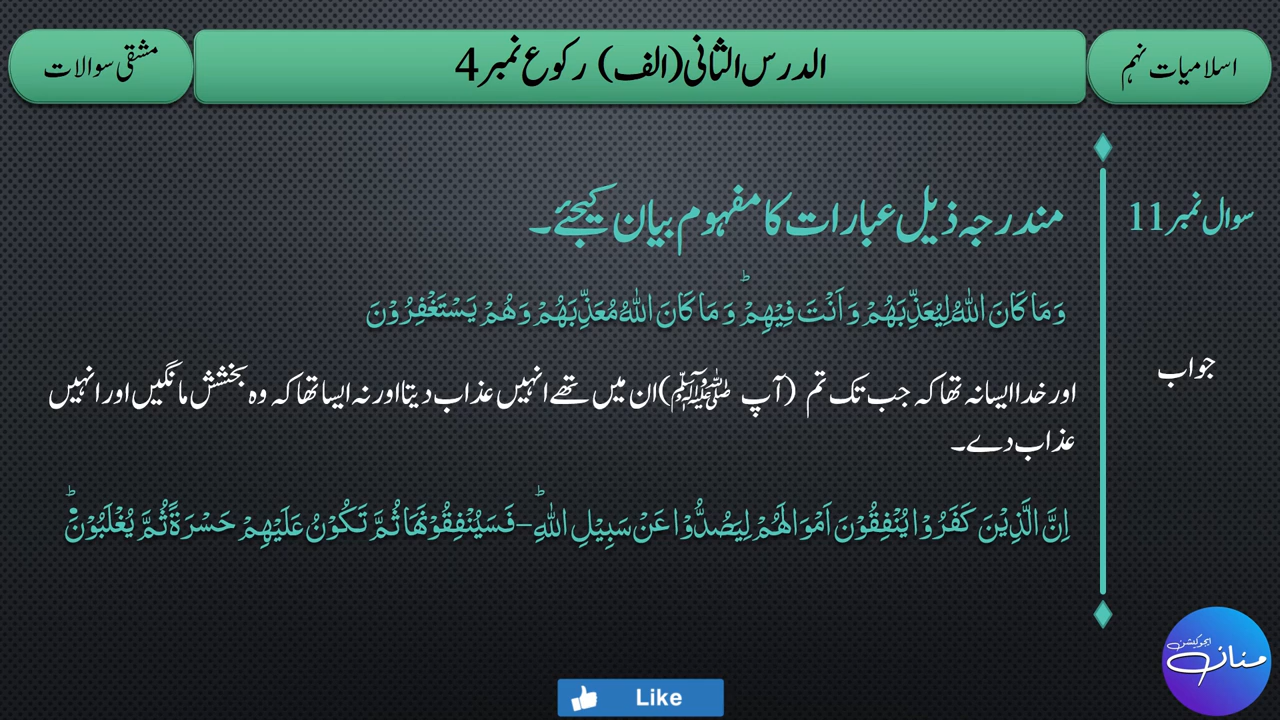 اسلامیات نہم
الدرس الثانی(الف) رکوع نمبر 4
مشقی سوالات
سوال نمبر 11
مندرجہ ذیل عبارات کا مفہوم بیان کیجئے۔
وَمَا كَانَ اللّٰهُ لِيُعَذِّبَهُمْ وَ اَنْتَ فِيْهِمْ ؕ وَ مَا كَانَ اللّٰهُ مُعَذِّبَهُمْ وَهُمْ يَسْتَغْفِرُوْنَ
جواب
اور خدا ایسا نہ تھا کہ جب تک تم (آپ ﷺ) ان میں تھے انہیں عذاب دیتا اور نہ ایسا تھا کہ وہ بخشش مانگیں اور انہیں
عذاب دے۔
اِنَّ الَّذِيْنَ كَفَرُوْا يُنْفِقُوْنَ اَمْوَالَهُمْ لِيَصُدُّوْا عَنْ سَبِيْلِ اللّٰهِ ؕ– فَسَيُنْفِقُوْنَهَا ثُمَّ تَكُوْنُ عَلَيْهِمْ حَسْرَةً ثُمَّ يُغْلَبُوْنَ ؕ
ایجوکیشن
منان
Like